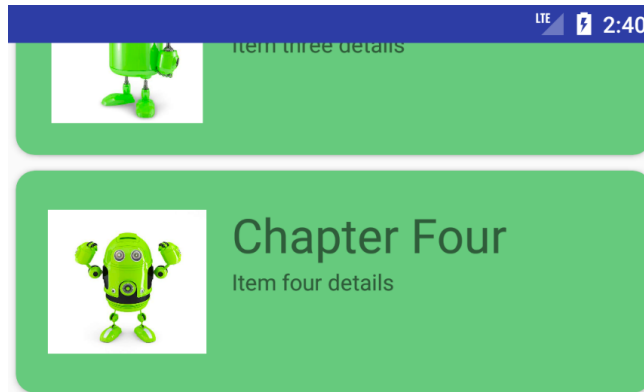 LTE 2:40
Item three details
Chapter Four
Item four details